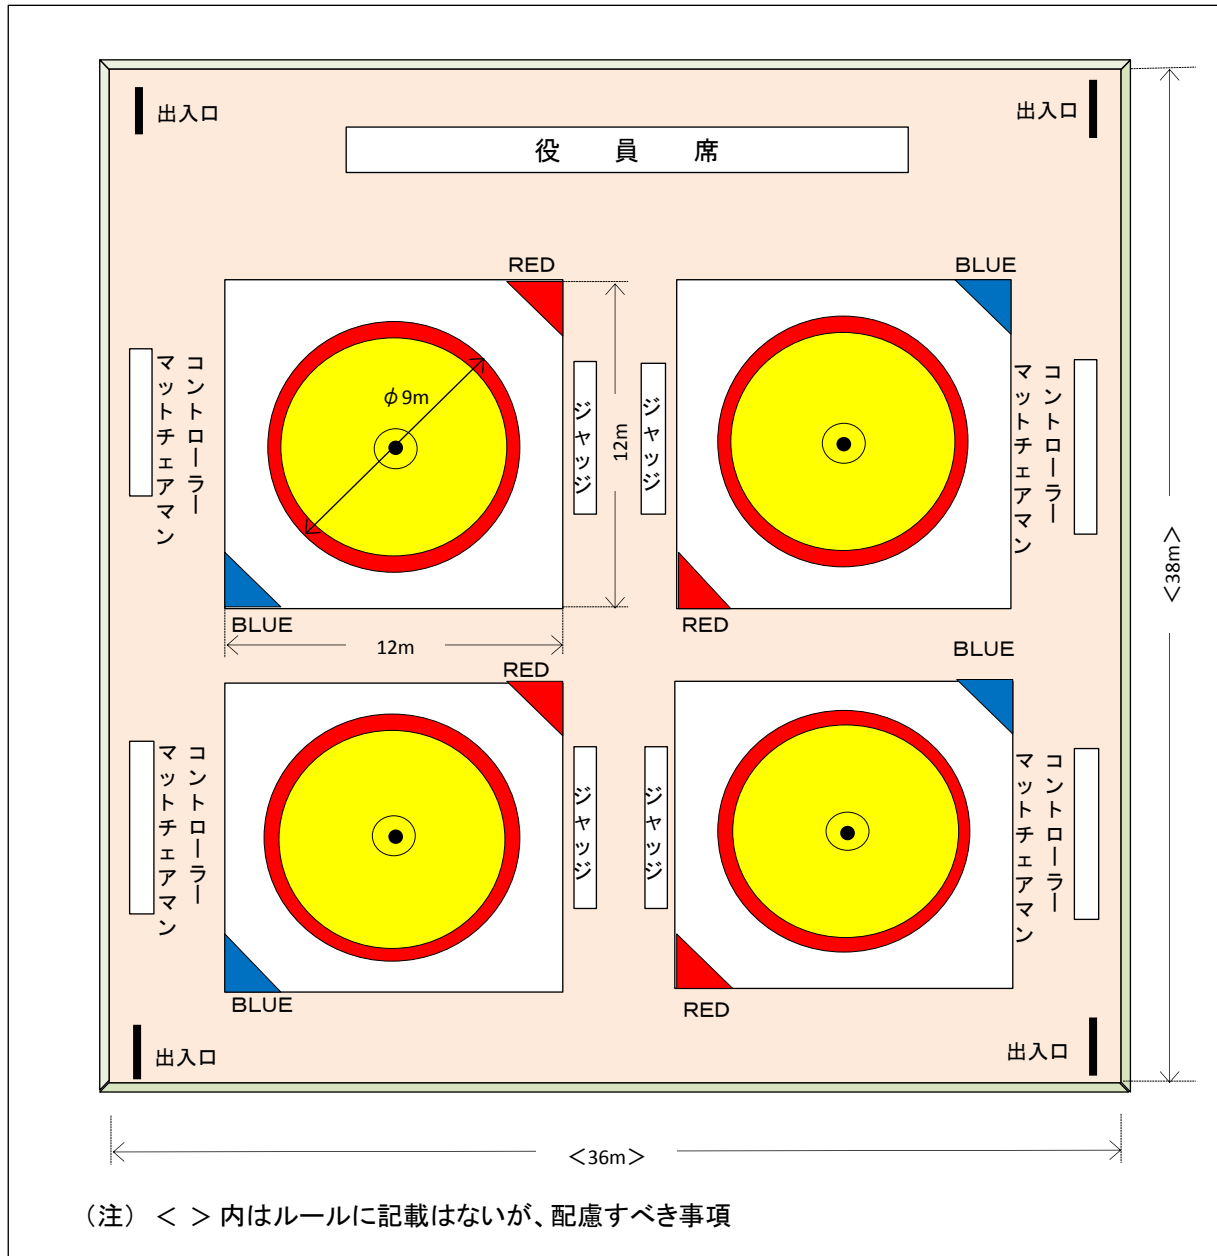 出入口
出入口
役 員 席
RED
BLUE
コントローラー
マットチェアマン
φ9m
ジャッジ
12m
ジャッジ
コントローラー
マットチェアマン
＜38m＞
BLUE
12m
RED
RED
BLUE
コントローラー
マットチェアマン
ジャッジ
ジャッジ
コントローラー
マットチェアマン
BLUE
RED
出入口
出入口
＜36m＞
（注） ＜ ＞ 内はルールに記載はないが、配慮すべき事項